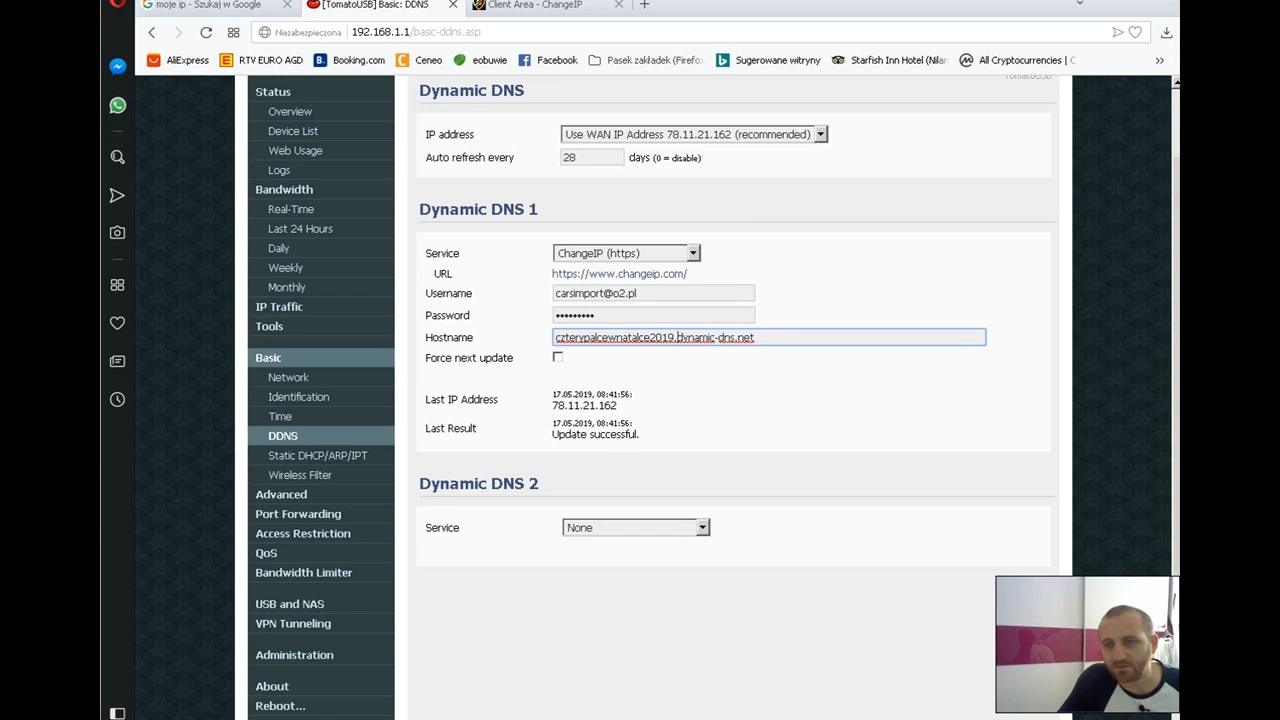 moje ip - Szukaj w Google
[TomatoUSB] Basic: DDNS
Client Area - ChangeIP
Niezabezpieczona
192.168.1.1/basic-ddns.asp
AliExpress
RTV EURO AGD
Booking.com
Ceneo
eobuwie
Facebook
Pasek zakładek (Firefox
Sugerowane witryny
Starfish Inn Hotel (Nilan
All Cryptocurrencies | C
»
Status
Overview
Device List
Web Usage
Logs
Bandwidth
Real-Time
Last 24 Hours
Daily
Weekly
Monthly
IP Traffic
Tools
Basic
Network
Identification
Time
DDNS
Static DHCP/ARP/IPT
Wireless Filter
Advanced
Port Forwarding
Access Restriction
QoS
Bandwidth Limiter
USB and NAS
VPN Tunneling
Administration
About
Reboot...
TomatoUSB
Dynamic DNS
IP address
Use WAN IP Address 78.11.21.162 (recommended)
Auto refresh every
28
days (0 = disable)
Dynamic DNS 1
Service
ChangeIP (https)
URL
https://www.changeip.com/
Username
carsimport@o2.pl
Password
•••••••••
Hostname
czterypalcewnatalce2019.dynamic-dns.net
Force next update
Last IP Address
17.05.2019, 08:41:56:
78.11.21.162
Last Result
17.05.2019, 08:41:56:
Update successful.
Dynamic DNS 2
Service
None